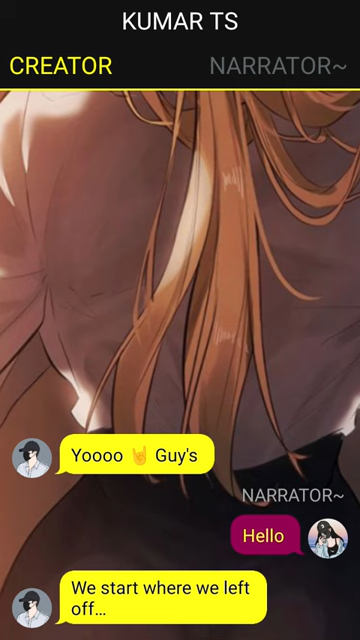 KUMAR TS
CREATOR
NARRATOR~
Yoooo 🤘 Guy's
NARRATOR~
Hello
We start where we left
off...